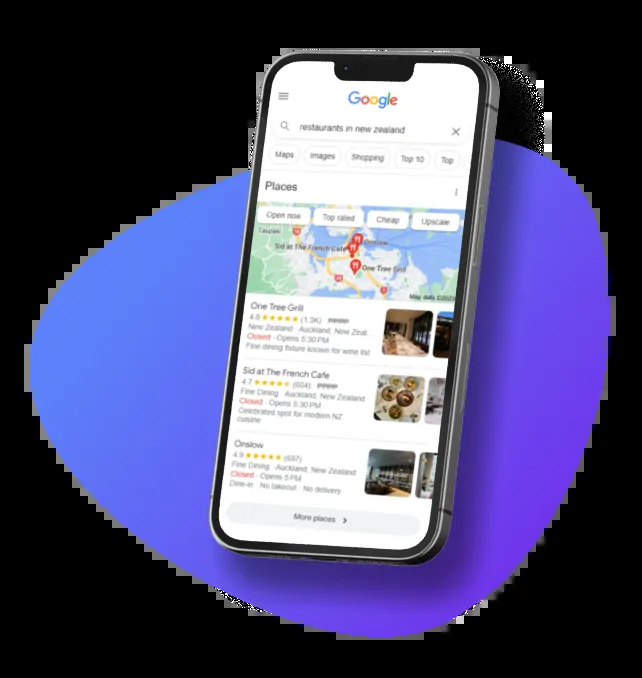 Google
restaurants in new zealand
Maps Images Shopping Top 10 Top
Places
Open now Top rated Cheap Upscale
Onslow
Sid at The French Cafe
One Tree Grill
Map data ©2023
One Tree Grill
4.8 (1.3K)
New Zealand · Auckland, New Zeal...
Closed · Opens 5:30 PM
Fine dining fixture known for wine list
Sid at The French Cafe
4.7 (604)
Fine Dining · Auckland, New Zealand
Closed · Opens 5:30 PM
Celebrated spot for modern NZ
cuisine
Onslow
4.9 (697)
Fine Dining · Auckland, New Zealand
Closed · Opens 5 PM
Dine-in · No takeout · No delivery
More places